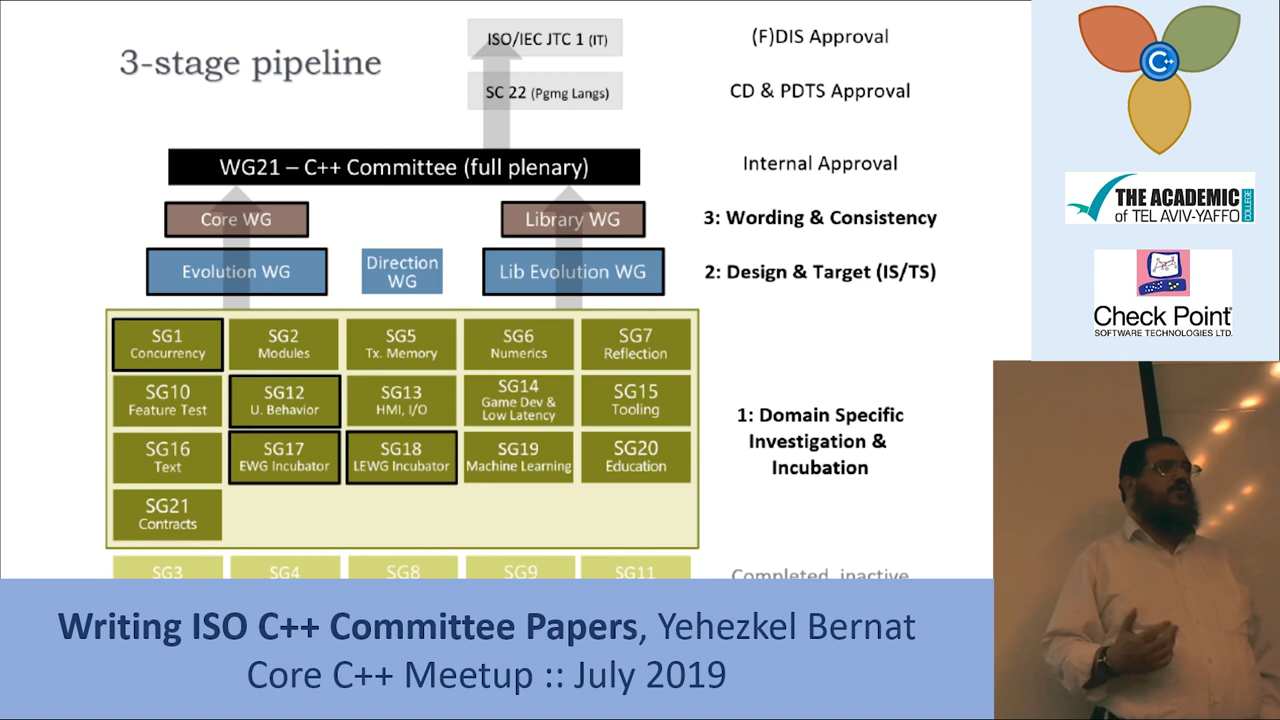 3-stage pipeline
ISO/IEC JTC 1 (IT)
(F)DIS Approval
SC 22 (Pgmg Langs)
CD & PDTS Approval
WG21 – C++ Committee (full plenary)
Internal Approval
Core WG
Library WG
3: Wording & Consistency
Evolution WG
Direction
WG
Lib Evolution WG
2: Design & Target (IS/TS)
SG1
Concurrency
SG2
Modules
SG5
Tx. Memory
SG6
Numerics
SG7
Reflection
SG10
Feature Test
SG12
U. Behavior
SG13
HMI, I/O
SG14
Game Dev &
Low Latency
SG15
Tooling
SG16
Text
SG17
EWG Incubator
SG18
LEWG Incubator
SG19
Machine Learning
SG20
Education
SG21
Contracts
1: Domain Specific
Investigation &
Incubation
SG3
SG4
SG8
SG9
SG11
Completed, inactive
Writing ISO C++ Committee Papers, Yehezkel Bernat
Core C++ Meetup :: July 2019
C++
THE ACADEMIC
of TEL AVIV-YAFFO
COLLEGE
Check Point
SOFTWARE TECHNOLOGIES LTD.